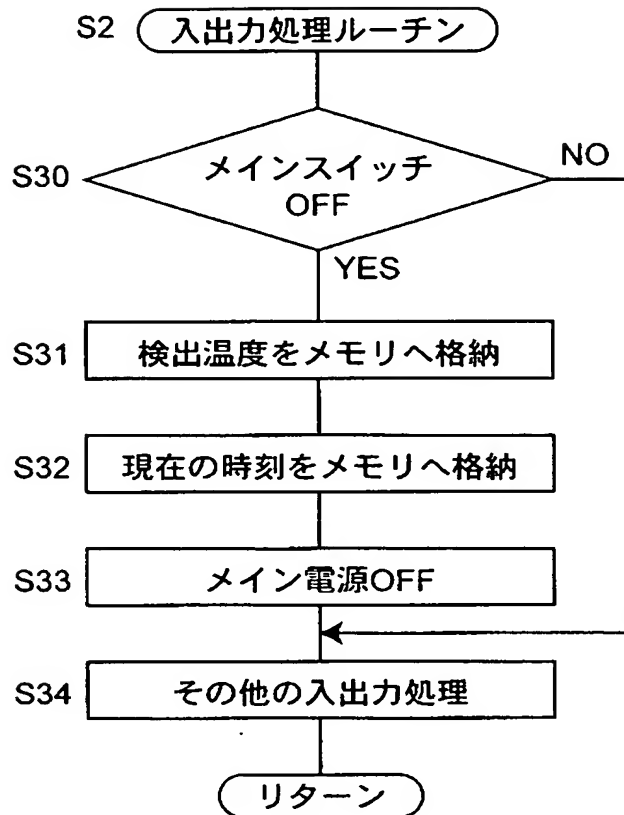 S2 入出力処理ルーチン
S30 メインスイッチ
OFF
NO
YES
S31 検出温度をメモリへ格納
S32 現在の時刻をメモリへ格納
S33 メイン電源OFF
S34 その他の入出力処理
リターン